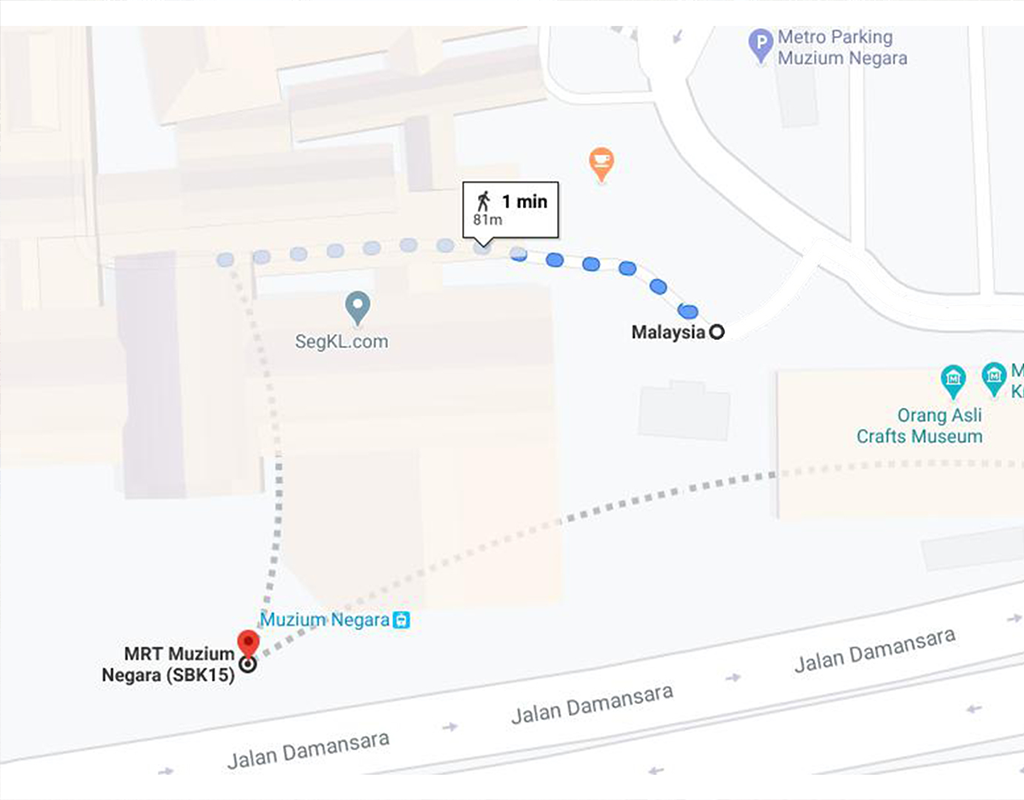 P
Metro Parking
Muzium Negara
1 min
81m
SegKL.com
Malaysia
M
K
Orang Asli
Crafts Museum
Muzium Negara
MRT Muzium
Negara (SBK15)
Jalan Damansara
Jalan Damansara
Jalan Damansara